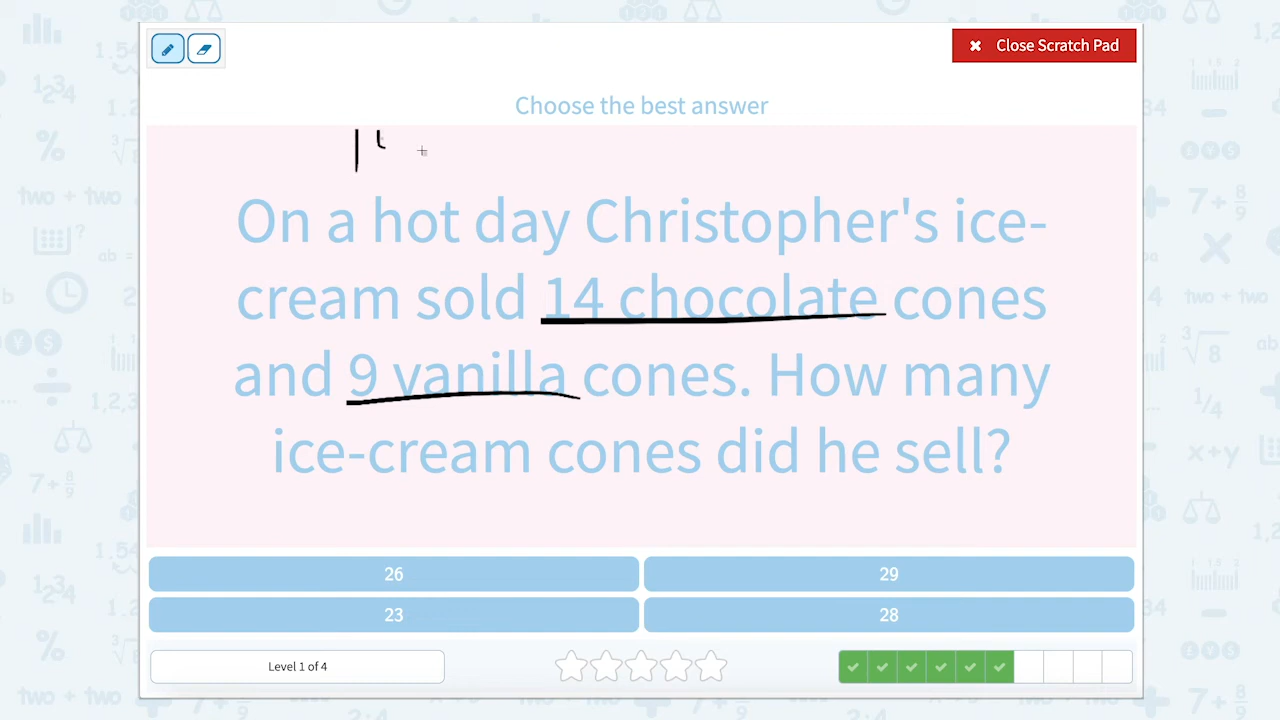 Close Scratch Pad
Choose the best answer
On a hot day Christopher's ice-
cream sold 14 chocolate cones
and 9 vanilla cones. How many
ice-cream cones did he sell?
26
29
23
28
Level 1 of 4